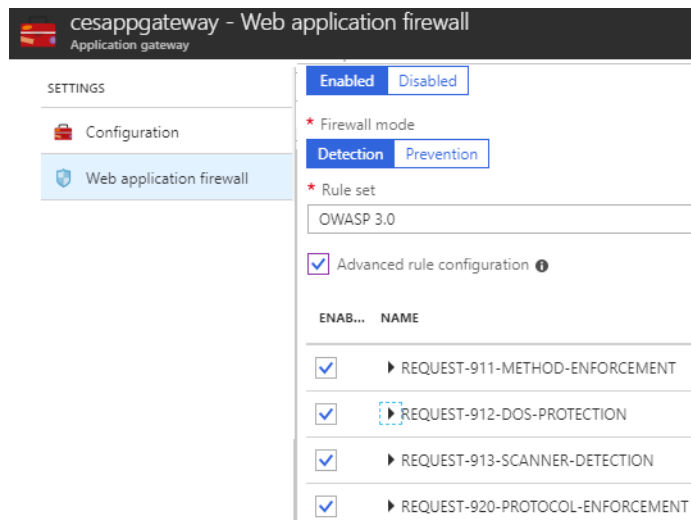 cesappgateway - Web application firewall
Application gateway
SETTINGS
Configuration
Web application firewall
Enabled Disabled
* Firewall mode
Detection Prevention
* Rule set
OWASP 3.0
Advanced rule configuration
ENAB... NAME
REQUEST-911-METHOD-ENFORCEMENT
REQUEST-912-DOS-PROTECTION
REQUEST-913-SCANNER-DETECTION
REQUEST-920-PROTOCOL-ENFORCEMENT